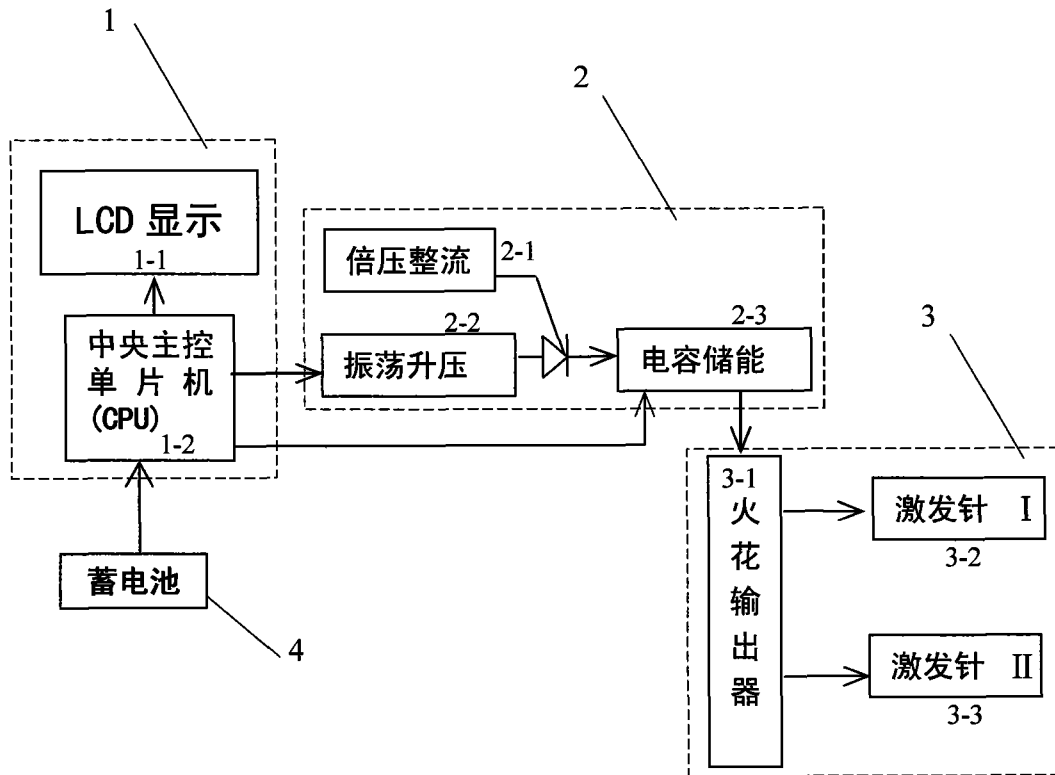 1
2
LCD 显示
1-1
倍压整流
2-1
2-2
振荡升压
2-3
电容储能
中央主控
单片机
(CPU)
1-2
3
3-1
火花输出器
激发针 Ⅰ
3-2
蓄电池
4
激发针 Ⅱ
3-3